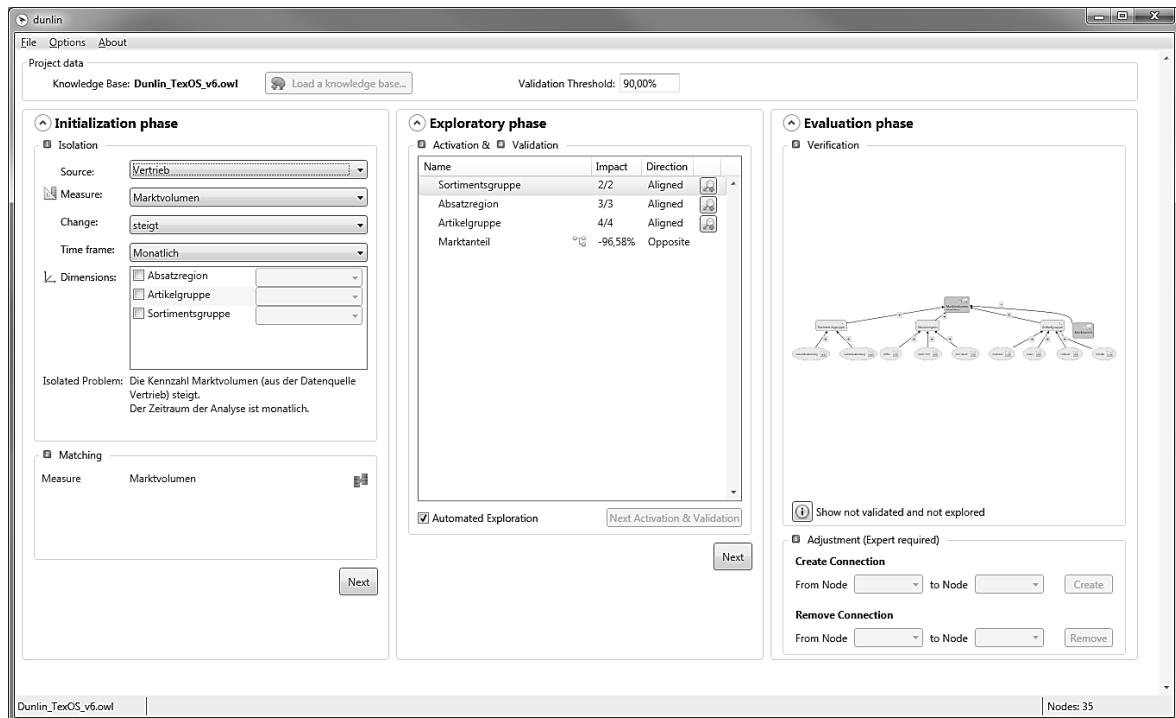 dunlin
File Options About
Project data
Knowledge Base: Dunlin_TexOS_v6.owl Load a knowledge base... Validation Threshold: 90,00%
Initialization phase
Isolation
Source: Vertrieb
Measure: Marktvolumen
Change: steigt
Time frame: Monatlich
Dimensions: Absatzregion
Artikelgruppe
Sortimentsgruppe
Isolated Problem: Die Kennzahl Marktvolumen (aus der Datenquelle
Vertrieb) steigt.
Der Zeitraum der Analyse ist monatlich.
Matching
Measure Marktvolumen
Next
Exploratory phase
Activation & Validation
Name Impact Direction
Sortimentsgruppe 2/2 Aligned
Absatzregion 3/3 Aligned
Artikelgruppe 4/4 Aligned
Marktanteil -96,58% Opposite
Automated Exploration Next Activation & Validation
Next
Evaluation phase
Verification
Show not validated and not explored
Adjustment (Expert required)
Create Connection
From Node to Node Create
Remove Connection
From Node to Node Remove
Dunlin_TexOS_v6.owl Nodes: 35